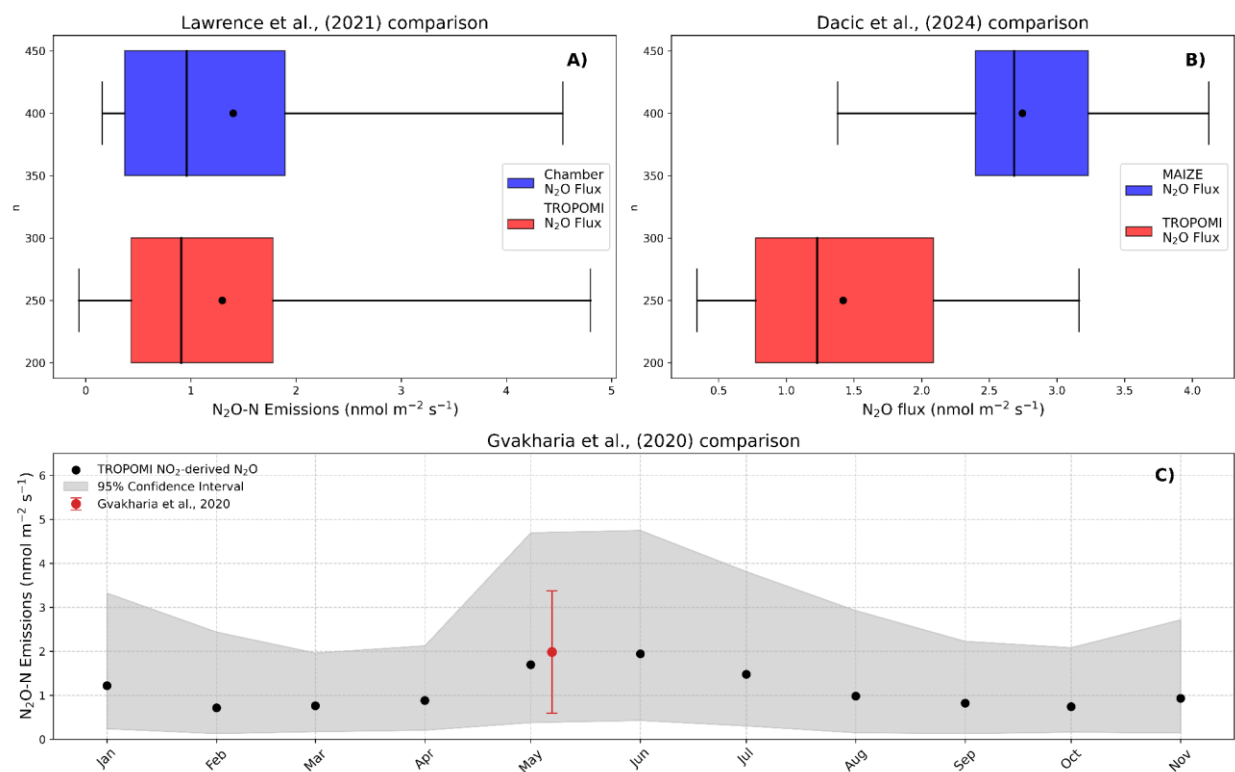 Lawrence et al., (2021) comparison
A)
450
400
350
300
250
200
n
Chamber
N₂O Flux
TROPOMI
N₂O Flux
0 1 2 3 4 5
N₂O-N Emissions (nmol m⁻² s⁻¹)
Dacic et al., (2024) comparison
B)
450
400
350
300
250
200
MAIZE
N₂O Flux
TROPOMI
N₂O Flux
0.5 1.0 1.5 2.0 2.5 3.0 3.5 4.0
N₂O flux (nmol m⁻² s⁻¹)
Gvakharia et al., (2020) comparison
C)
TROPOMI NO₂-derived N₂O
95% Confidence Interval
Gvakharia et al., 2020
N₂O-N Emissions (nmol m⁻² s⁻¹)
6
5
4
3
2
1
0
Jan Feb Mar Apr May Jun Jul Aug Sep Oct Nov